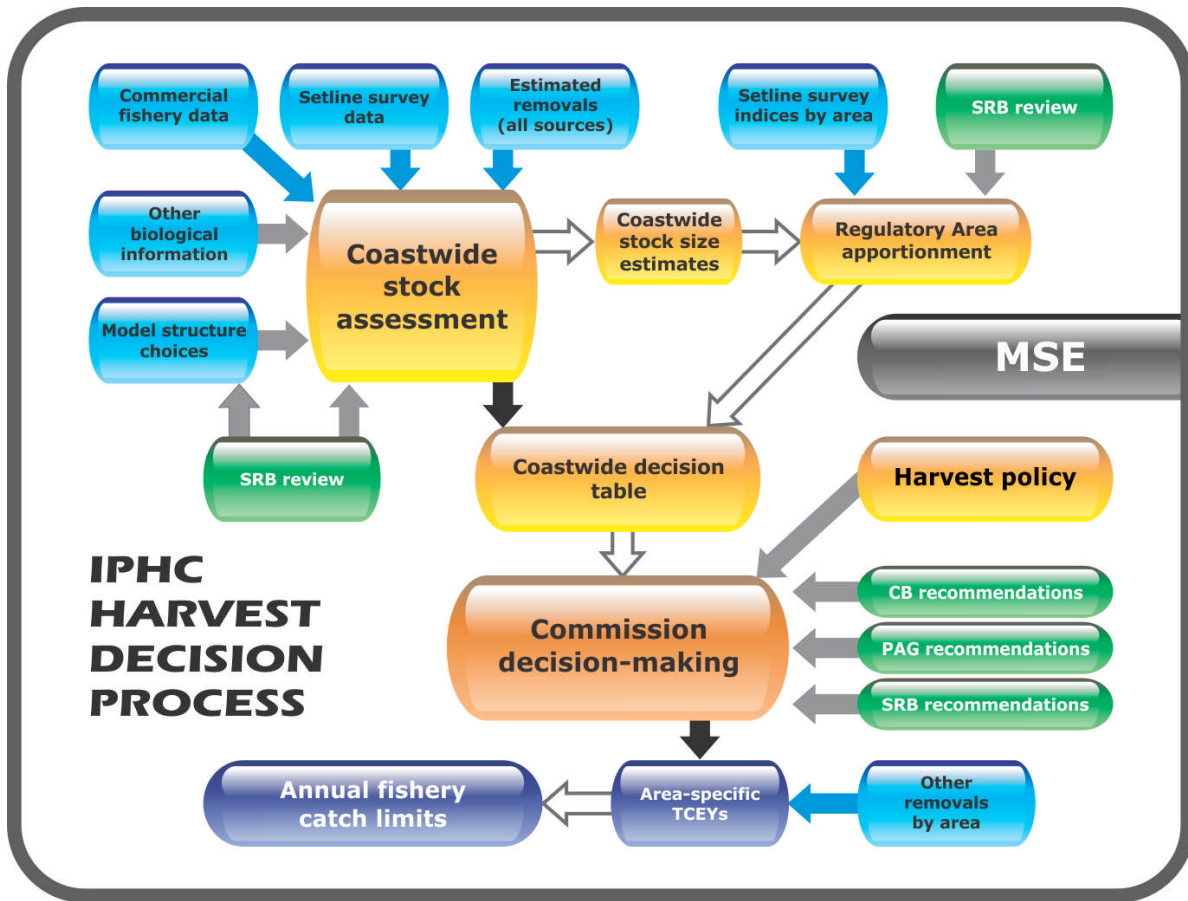 Commercial
fishery data
Setline survey
data
Estimated
removals
(all sources)
Setline survey
indices by area
SRB review
Other
biological
information
Coastwide
stock
assessment
Coastwide
stock size
estimates
Regulatory Area
apportionment
Model structure
choices
MSE
SRB review
Coastwide decision
table
Harvest policy
IPHC
HARVEST
DECISION
PROCESS
Commission
decision-making
CB recommendations
PAG recommendations
SRB recommendations
Annual fishery
catch limits
Area-specific
TCEYs
Other
removals
by area